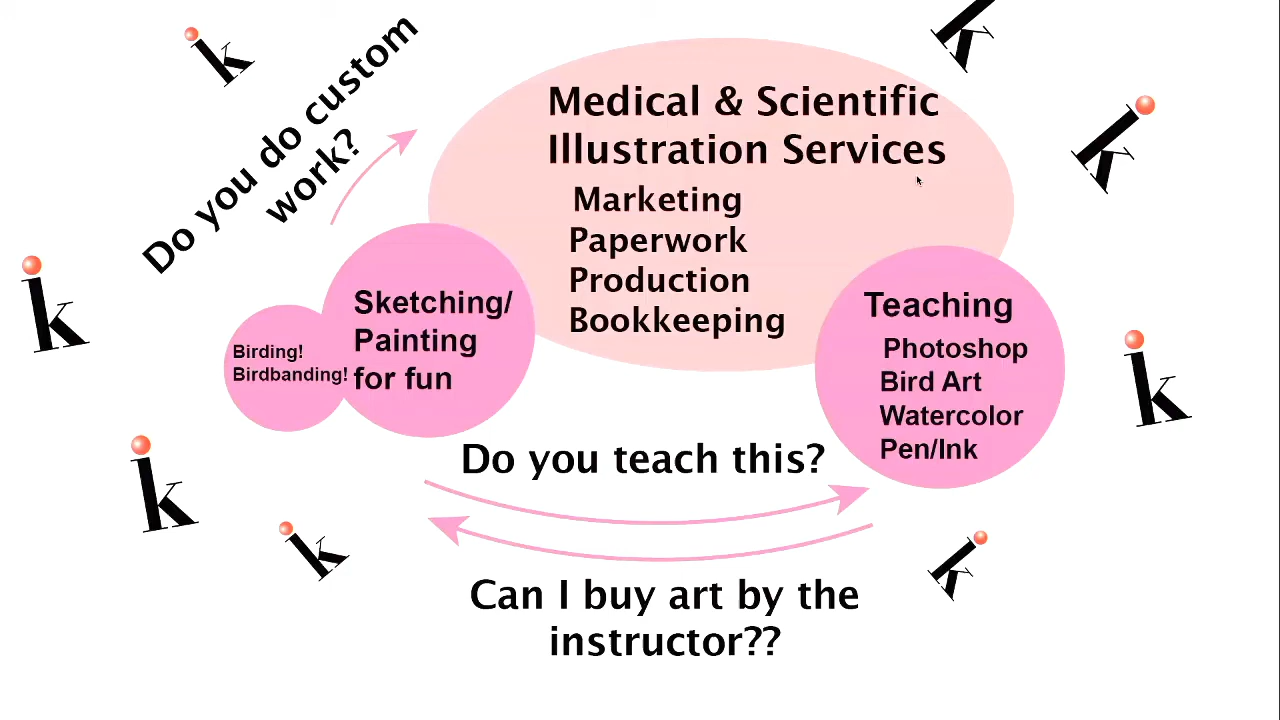 Do you do custom
work?
Medical & Scientific
Illustration Services
Marketing
Paperwork
Production
Bookkeeping
Sketching/
Painting
for fun
Birding!
Birdbanding!
Teaching
Photoshop
Bird Art
Watercolor
Pen/Ink
Do you teach this?
Can I buy art by the
instructor??
k
k
k
k
k
k
k
k